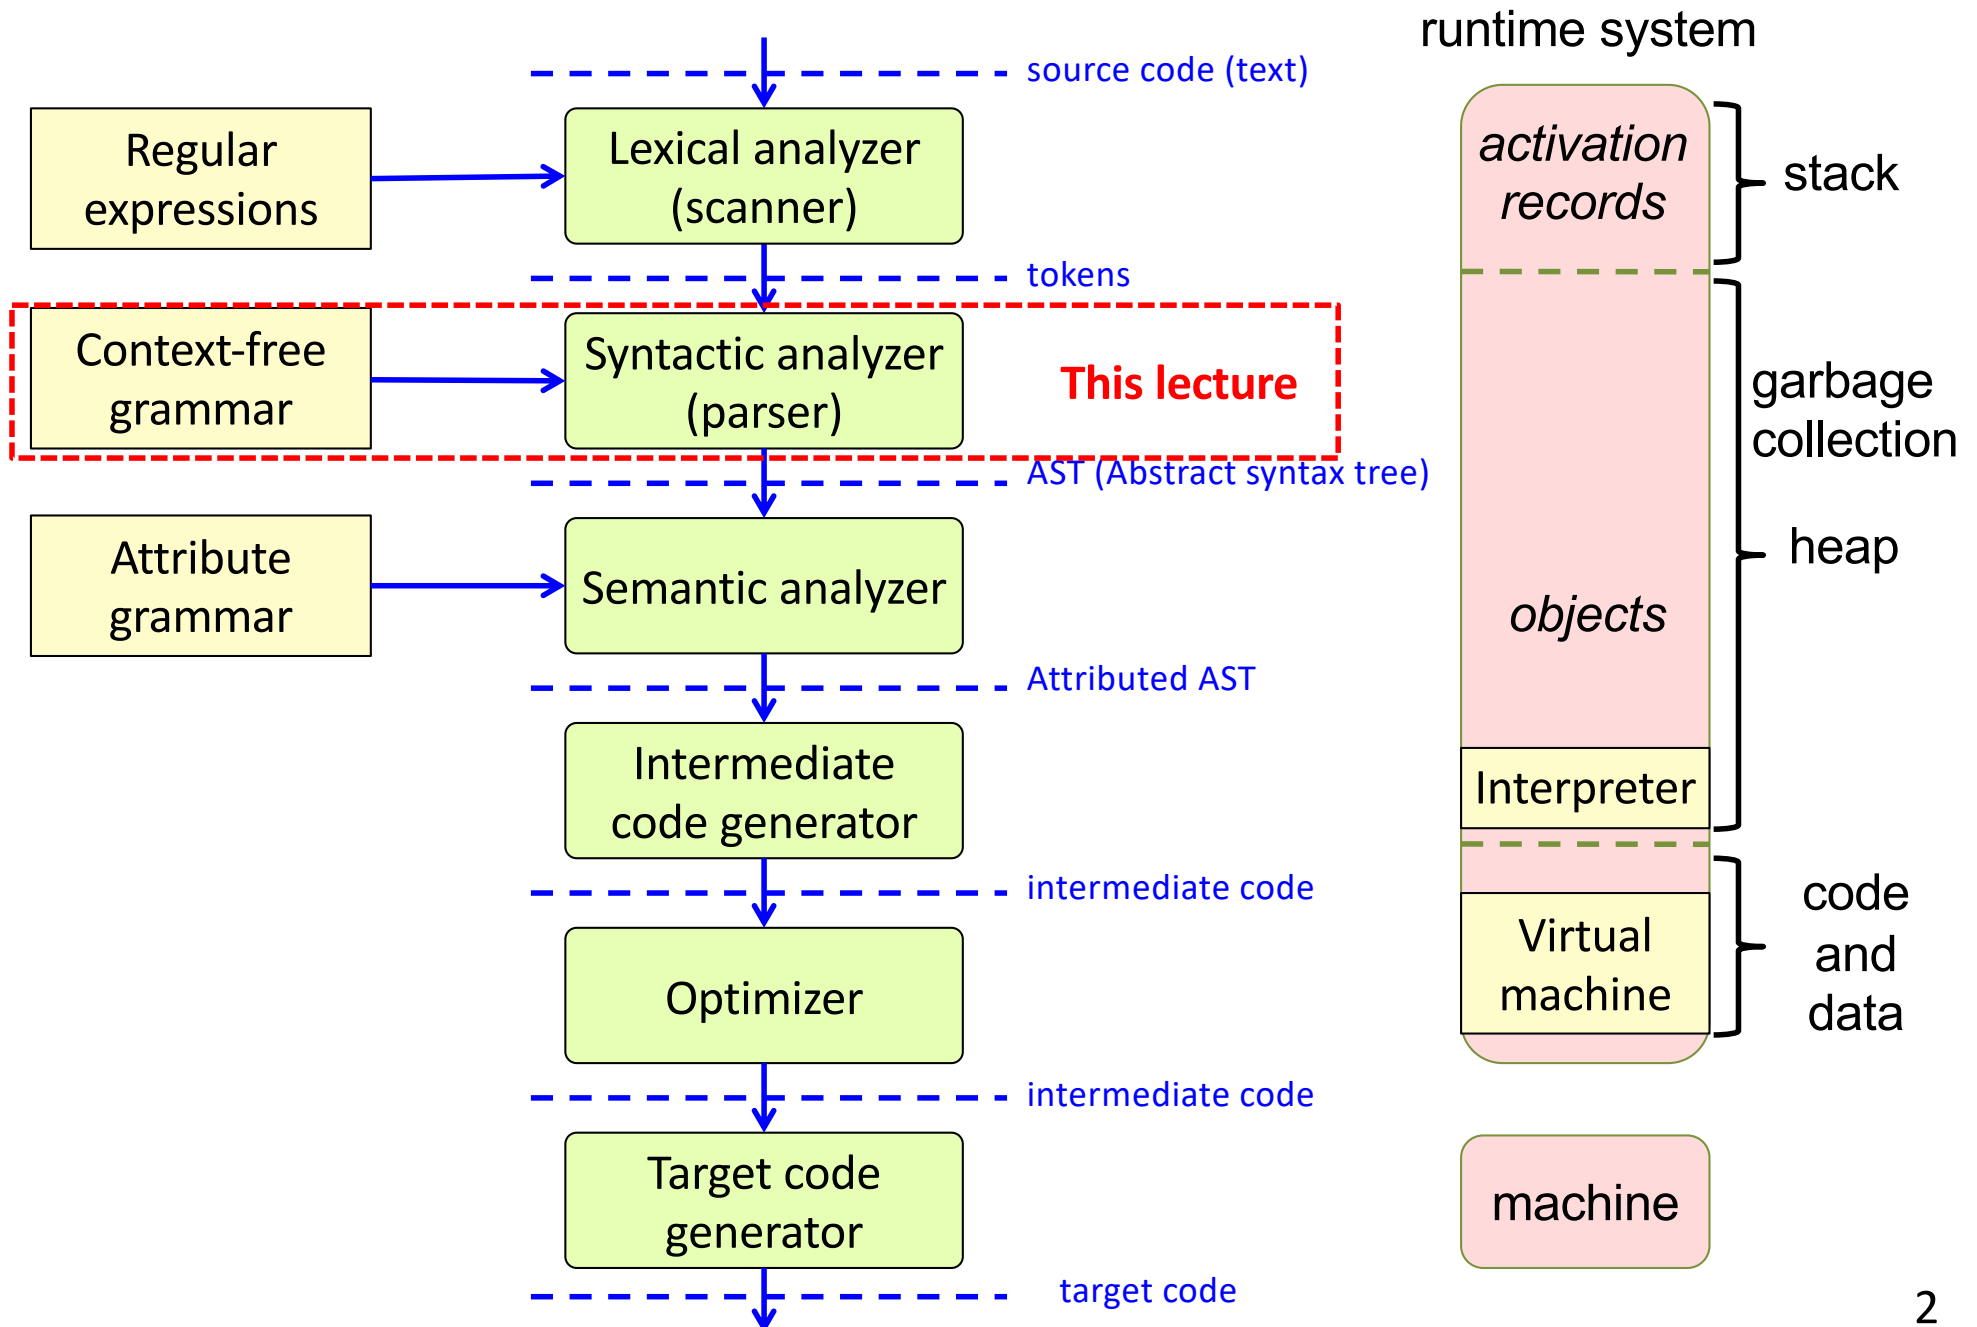 runtime system
source code (text)
Regular
expressions
Lexical analyzer
(scanner)
activation
records
stack
tokens
Context-free
grammar
Syntactic analyzer
(parser)
This lecture
garbage
collection
AST (Abstract syntax tree)
Attribute
grammar
Semantic analyzer
heap
objects
Attributed AST
Intermediate
code generator
Interpreter
intermediate code
Optimizer
Virtual
machine
code
and
data
intermediate code
Target code
generator
machine
target code
2